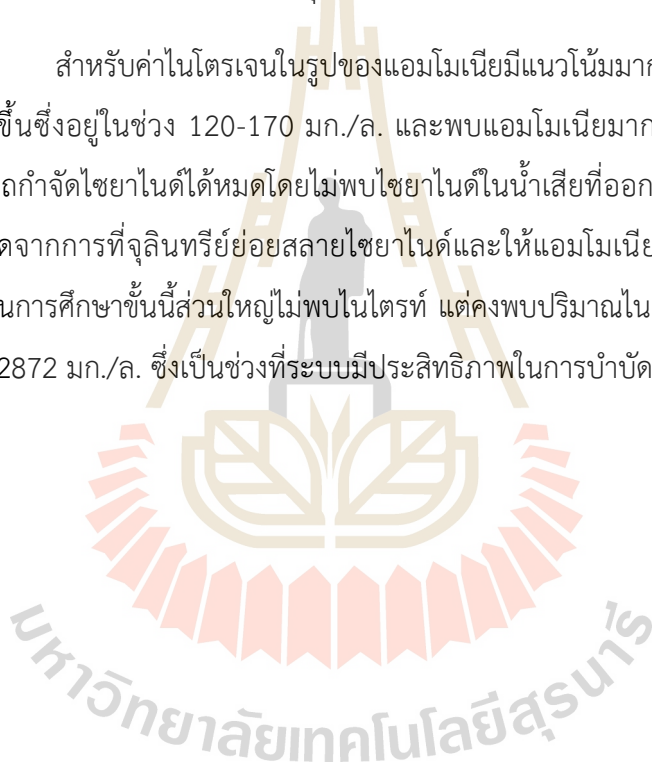 สำหรับค่าไนโตรเจนในรูปของแอมโมเนียมีแนวโน้มมาก
ขึ้นซึ่งอยู่ในช่วง 120-170 มก./ล. และพบแอมโมเนียมาก
ถกำจัดไซยาไนด์ได้หมดโดยไม่พบไซยาไนด์ในน้ำเสียที่ออก
ดจากการที่จุลินทรีย์ย่อยสลายไซยาไนด์และให้แอมโมเนีย
นการศึกษาขั้นนี้ส่วนใหญ่ไม่พบไนไตรท์ แต่คงพบปริมาณไน
2872 มก./ล. ซึ่งเป็นช่วงที่ระบบมีประสิทธิภาพในการบำบัด
มหาวิทยาลัยเทคโนโลยีสุรนารี